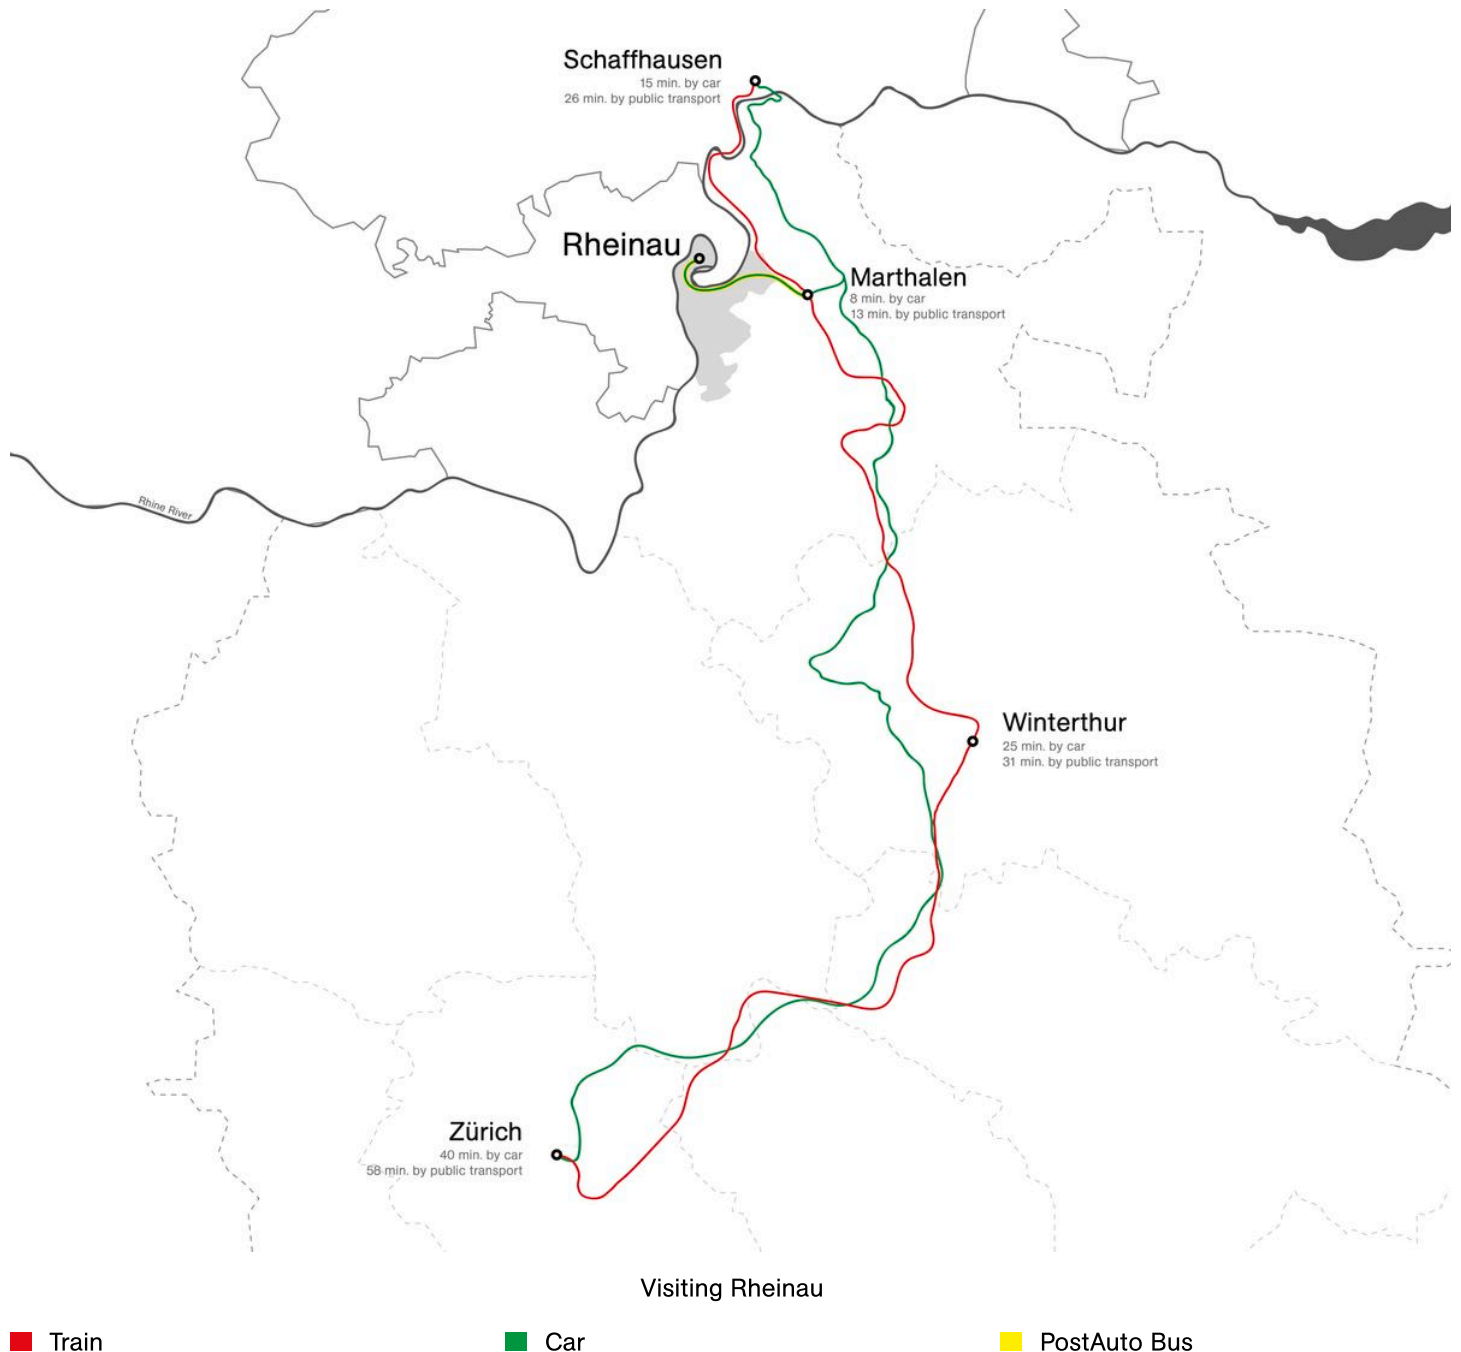 Schaffhausen
15 min. by car
26 min. by public transport
Rheinau
Marthalen
8 min. by car
13 min. by public transport
Rhine River
Winterthur
25 min. by car
31 min. by public transport
Zürich
40 min. by car
58 min. by public transport
Visiting Rheinau
Train
Car
PostAuto Bus